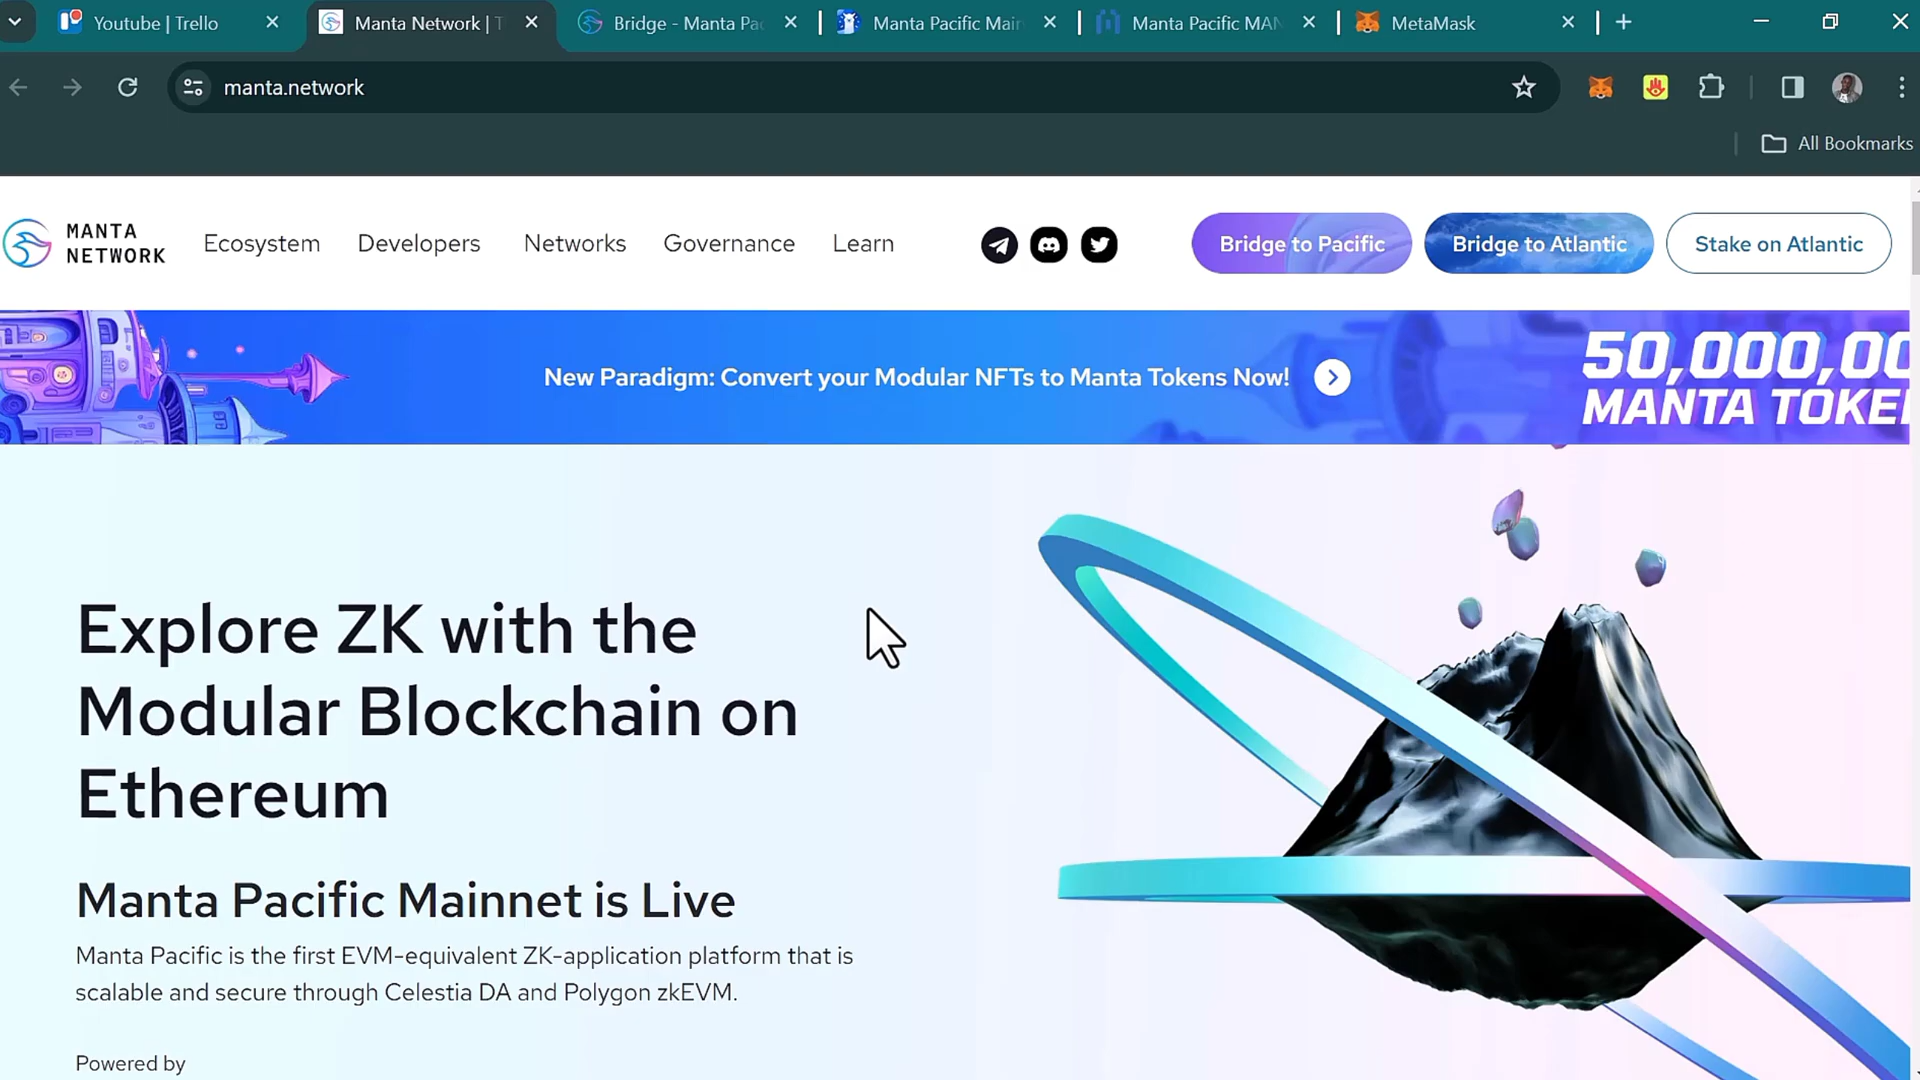 Youtube | Trello
Manta Network | T
Bridge - Manta Pac
Manta Pacific Main
Manta Pacific MAN
MetaMask
manta.network
All Bookmarks
MANTA
NETWORK
Ecosystem
Developers
Networks
Governance
Learn
Bridge to Pacific
Bridge to Atlantic
Stake on Atlantic
New Paradigm: Convert your Modular NFTs to Manta Tokens Now!
50,000,00
MANTA TOKE
Explore ZK with the
Modular Blockchain on
Ethereum
Manta Pacific Mainnet is Live
Manta Pacific is the first EVM-equivalent ZK-application platform that is
scalable and secure through Celestia DA and Polygon zkEVM.
Powered by